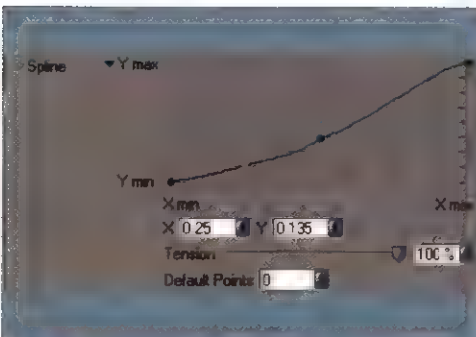 Spline Y max
Y min
X min X max
X 0.25 Y 0.135
Tension 100 %
Default Points 0